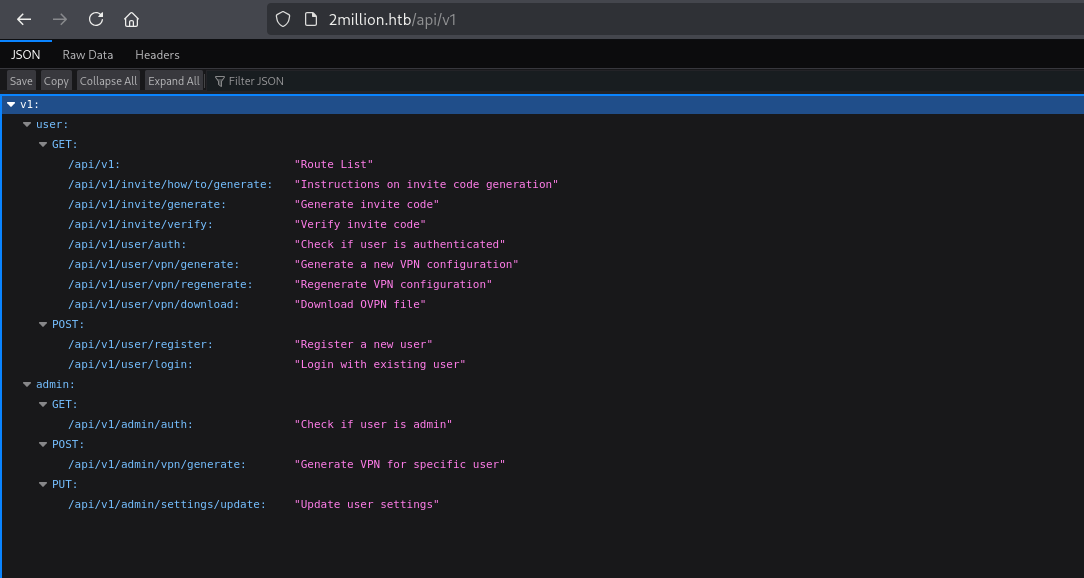 2million.htb/api/v1
JSON Raw Data Headers
Save Copy Collapse All Expand All Filter JSON
v1:
user:
GET:
/api/v1: "Route List"
/api/v1/invite/how/to/generate: "Instructions on invite code generation"
/api/v1/invite/generate: "Generate invite code"
/api/v1/invite/verify: "Verify invite code"
/api/v1/user/auth: "Check if user is authenticated"
/api/v1/user/vpn/generate: "Generate a new VPN configuration"
/api/v1/user/vpn/regenerate: "Regenerate VPN configuration"
/api/v1/user/vpn/download: "Download OVPN file"
POST:
/api/v1/user/register: "Register a new user"
/api/v1/user/login: "Login with existing user"
admin:
GET:
/api/v1/admin/auth: "Check if user is admin"
POST:
/api/v1/admin/vpn/generate: "Generate VPN for specific user"
PUT:
/api/v1/admin/settings/update: "Update user settings"